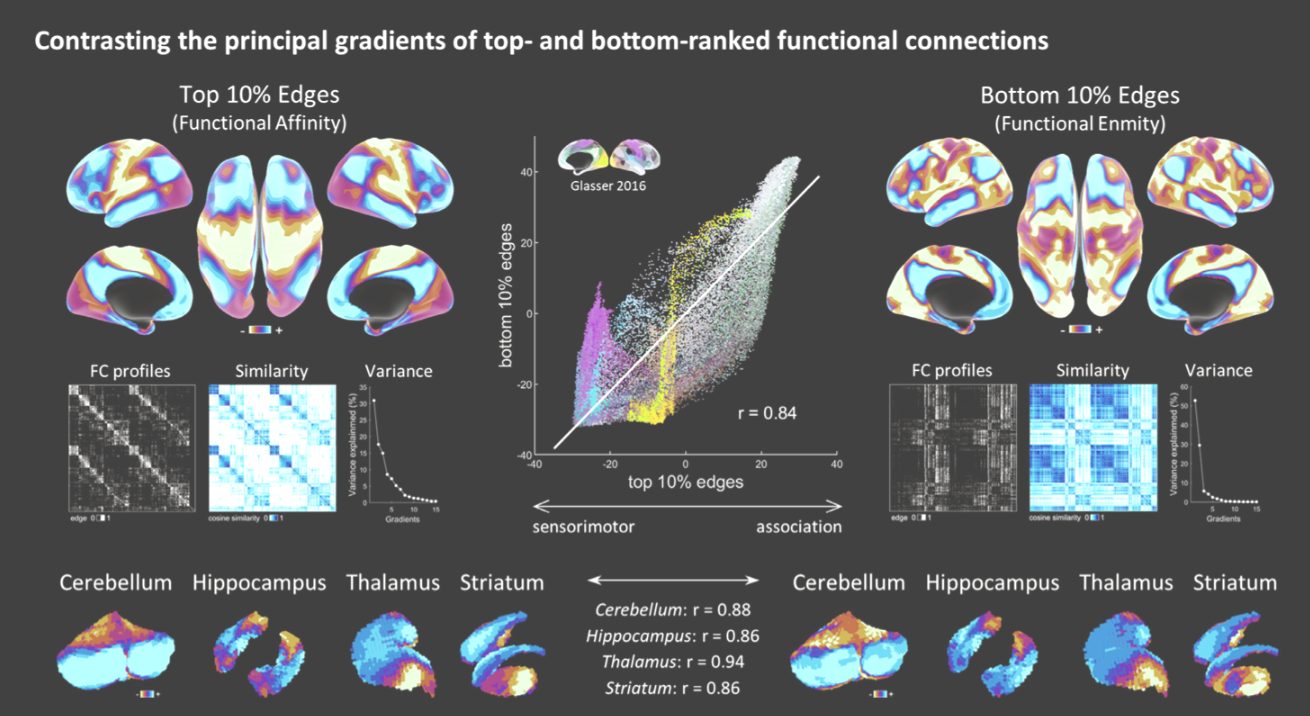 Contrasting the principal gradients of top- and bottom-ranked functional connections
Top 10% Edges
(Functional Affinity)
- +
FC profiles
Similarity
Variance
edge 0 1
cosine similarity 0 1
Variance explainmed (%)
35
30
25
20
15
10
5
0
5 10 15
Gradients
Glasser 2016
bottom 10% edges
40
20
0
-20
-40
-40 -20 0 20 40
r = 0.84
top 10% edges
sensorimotor association
Bottom 10% Edges
(Functional Enmity)
- +
FC profiles
Similarity
Variance
edge 0 1
cosine similarity 0 1
Variance explainmed (%)
60
50
40
30
20
10
0
5 10 15
Gradients
Cerebellum Hippocampus Thalamus Striatum
- +
Cerebellum: r = 0.88
Hippocampus: r = 0.86
Thalamus: r = 0.94
Striatum: r = 0.86
Cerebellum Hippocampus Thalamus Striatum
- +